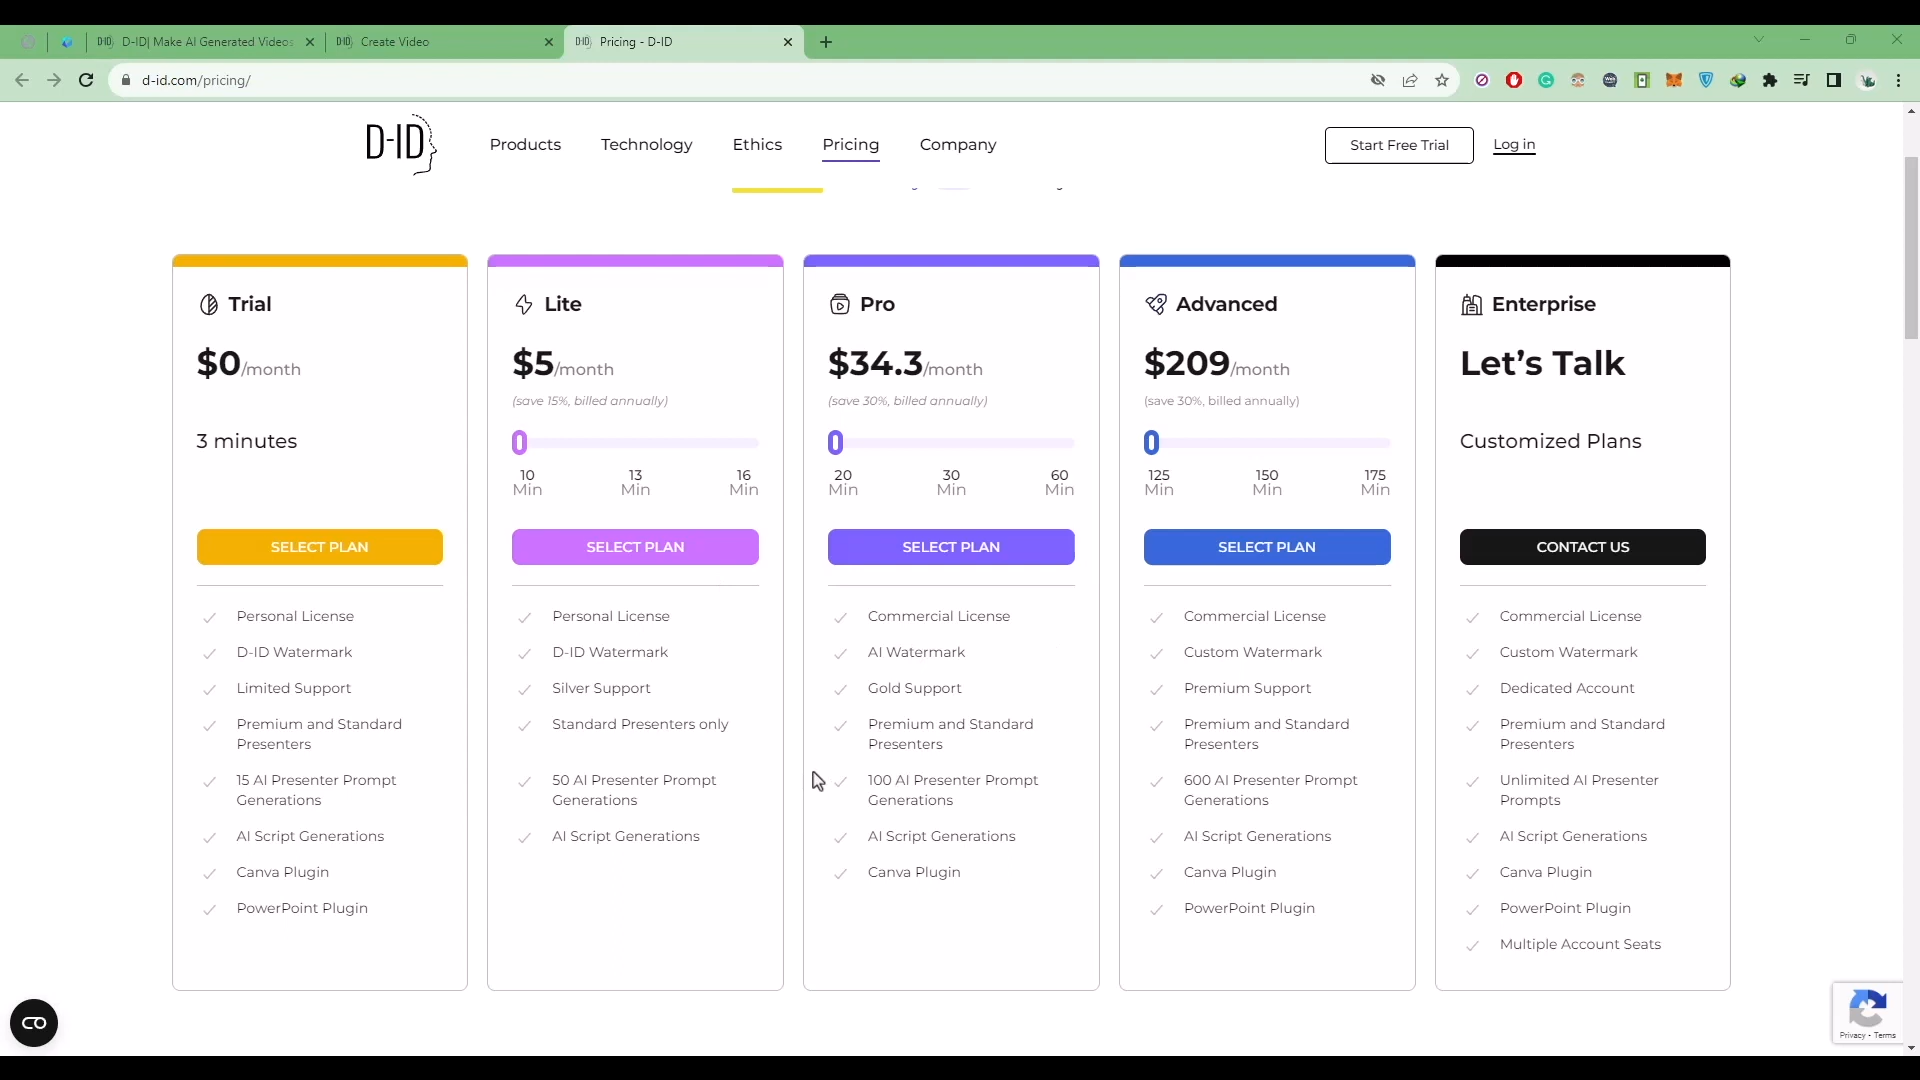 D-ID| Make AI Generated Videos
Create Video
Pricing - D-ID
d-id.com/pricing/
D-ID
Products
Technology
Ethics
Pricing
Company
Start Free Trial
Log in
Trial
$0/month
3 minutes
SELECT PLAN
Personal License
D-ID Watermark
Limited Support
Premium and Standard
Presenters
15 AI Presenter Prompt
Generations
AI Script Generations
Canva Plugin
PowerPoint Plugin
Lite
$5/month
(save 15%, billed annually)
10 13 16
Min Min Min
SELECT PLAN
Personal License
D-ID Watermark
Silver Support
Standard Presenters only
50 AI Presenter Prompt
Generations
AI Script Generations
Pro
$34.3/month
(save 30%, billed annually)
20 30 60
Min Min Min
SELECT PLAN
Commercial License
AI Watermark
Gold Support
Premium and Standard
Presenters
100 AI Presenter Prompt
Generations
AI Script Generations
Canva Plugin
Advanced
$209/month
(save 30%, billed annually)
125 150 175
Min Min Min
SELECT PLAN
Commercial License
Custom Watermark
Premium Support
Premium and Standard
Presenters
600 AI Presenter Prompt
Generations
AI Script Generations
Canva Plugin
PowerPoint Plugin
Enterprise
Let’s Talk
Customized Plans
CONTACT US
Commercial License
Custom Watermark
Dedicated Account
Premium and Standard
Presenters
Unlimited AI Presenter
Prompts
AI Script Generations
Canva Plugin
PowerPoint Plugin
Multiple Account Seats
Privacy - Terms